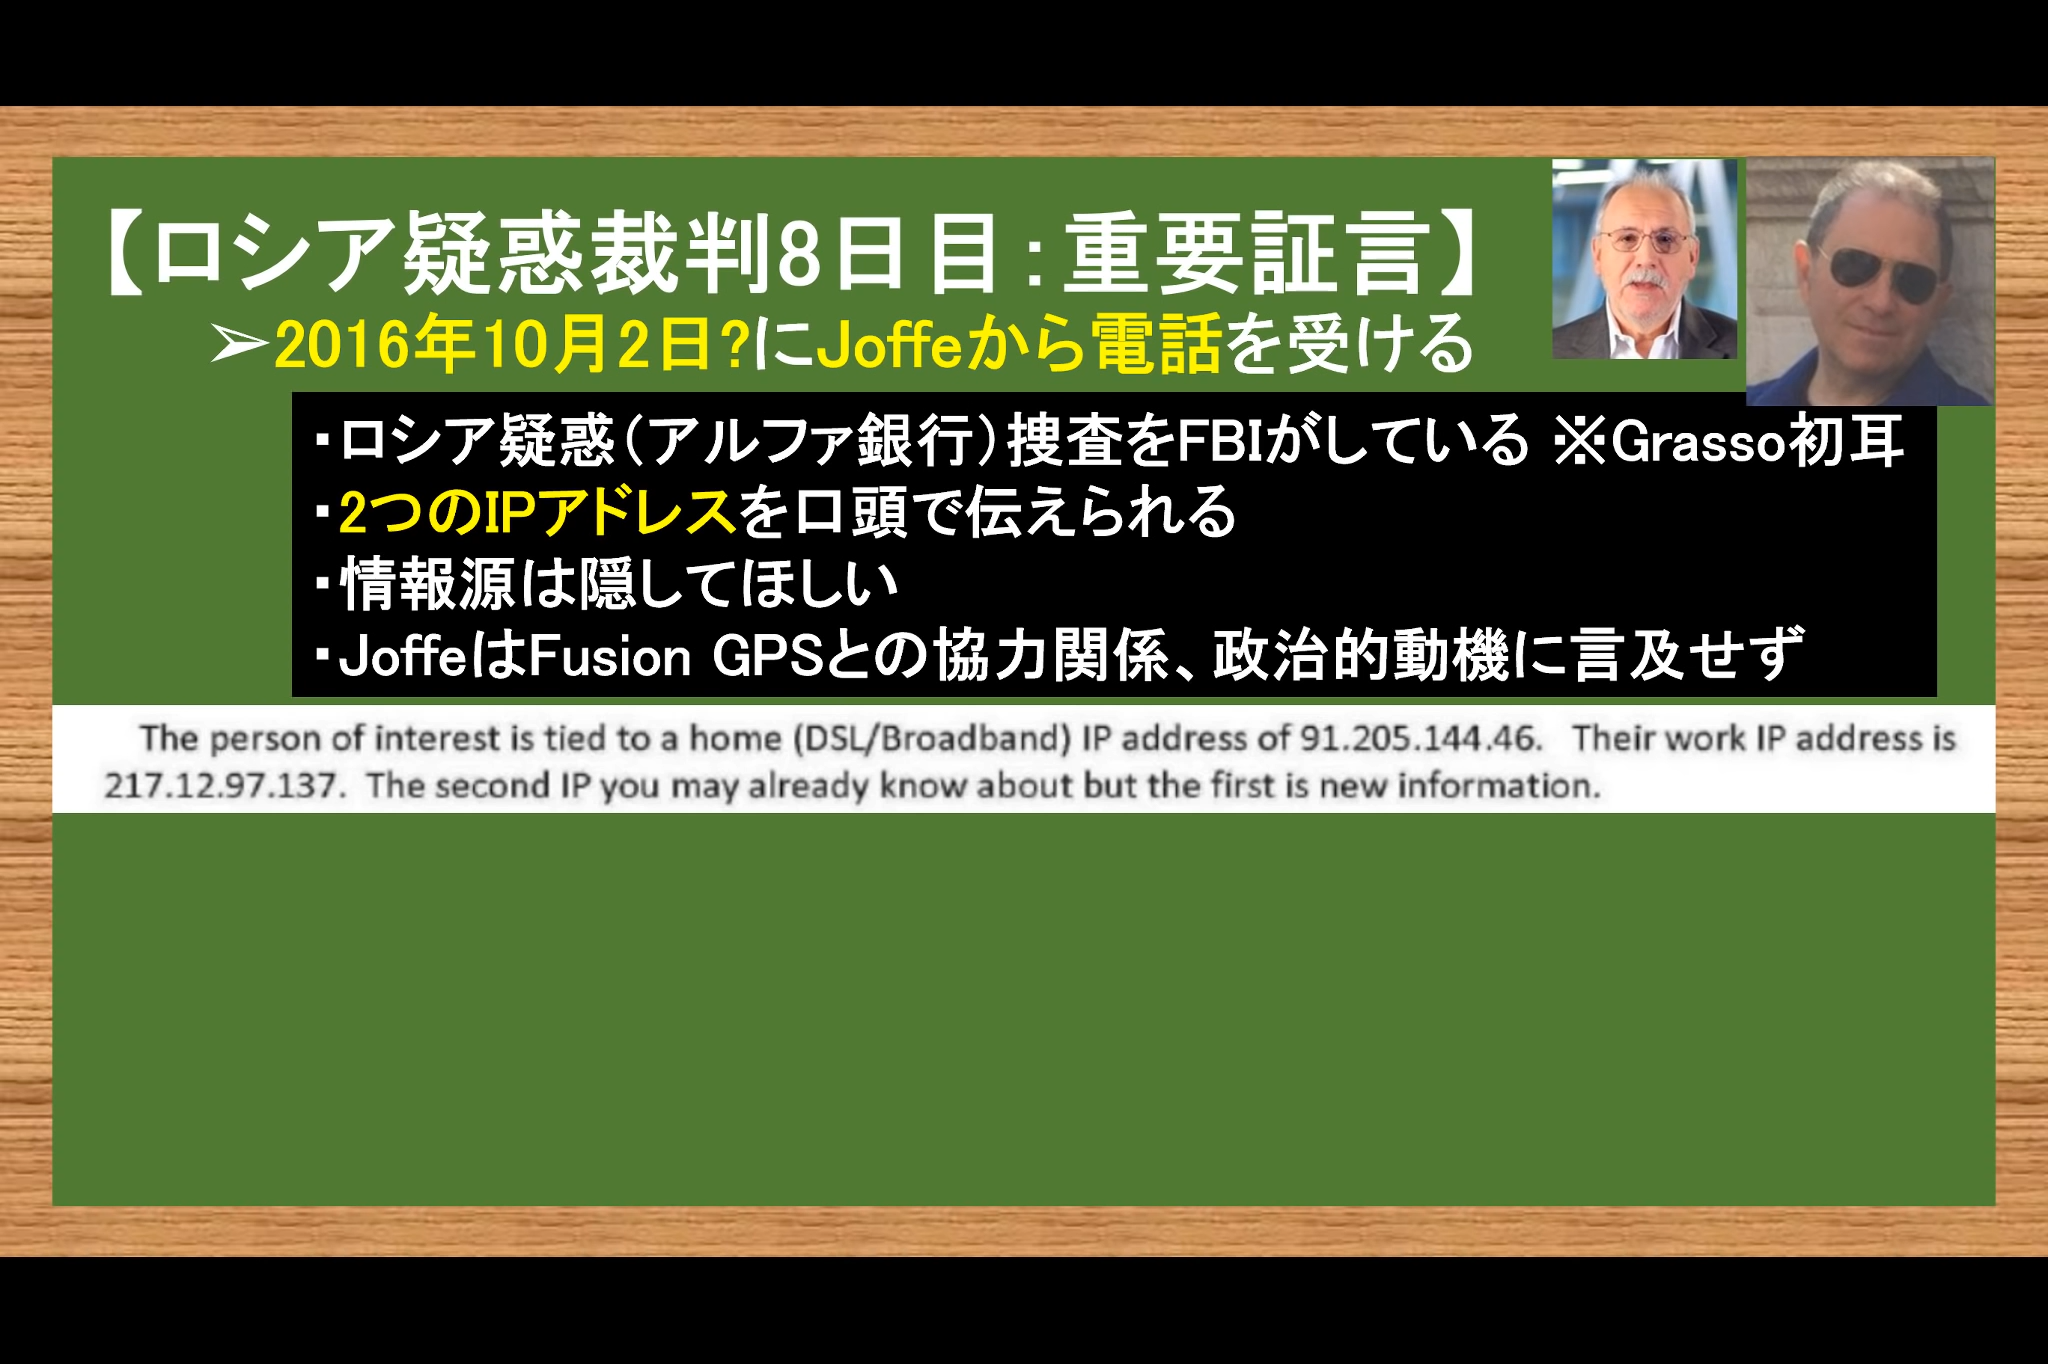 【ロシア疑惑裁判8日目：重要証言】
➢2016年10月2日?にJoffeから電話を受ける
・ロシア疑惑（アルファ銀行）捜査をFBIがしている ※Grasso初耳
・2つのIPアドレスを口頭で伝えられる
・情報源は隠してほしい
・JoffeはFusion GPSとの協力関係、政治的動機に言及せず
The person of interest is tied to a home (DSL/Broadband) IP address of 91.205.144.46. Their work IP address is
217.12.97.137. The second IP you may already know about but the first is new information.